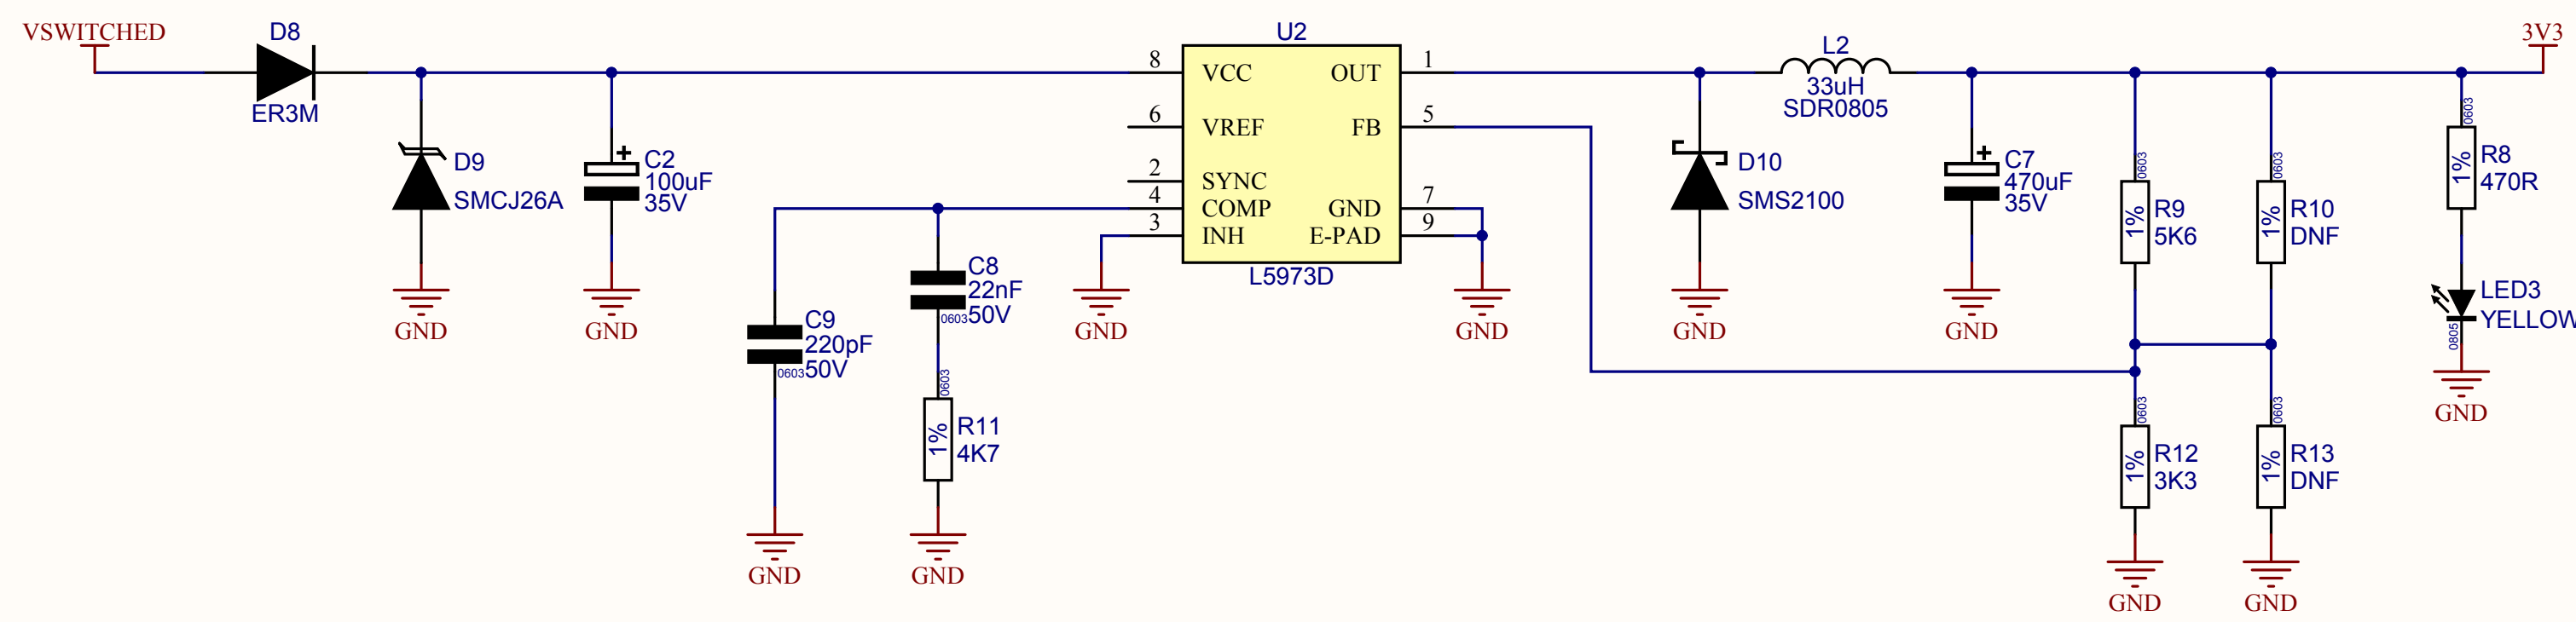 VSWITCHED
D8
ER3M
D9
SMCJ26A
GND
C2
100uF
35V
GND
C9
220pF
0603 50V
GND
C8
22nF
0603 50V
0603
1%
R11
4K7
GND
GND
U2
8 VCC OUT 1
6 VREF FB 5
2 SYNC
4 COMP GND 7
3 INH E-PAD 9
L5973D
GND
D10
SMS2100
GND
L2
33uH
SDR0805
C7
470uF
35V
GND
0603
1%
R9
5K6
0603
1%
R10
DNF
0603
1%
R12
3K3
GND
0603
1%
R13
DNF
GND
3V3
0603
1%
R8
470R
LED3
YELLOW
0805
GND